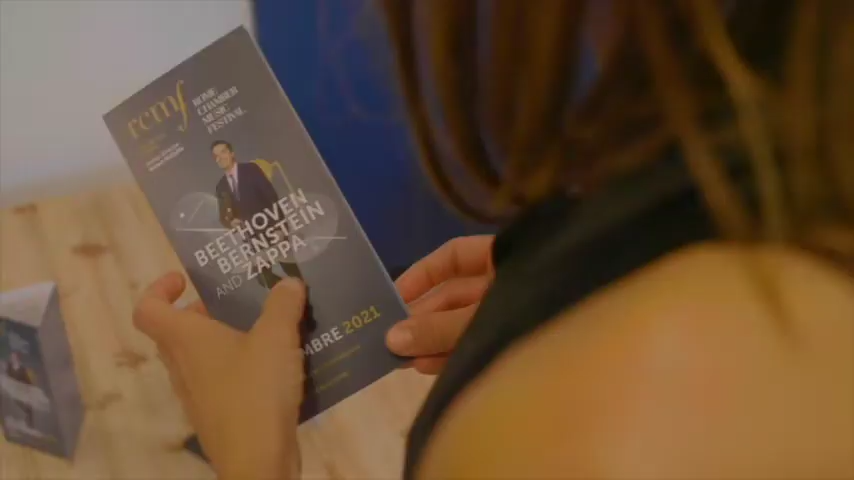 rcmf
ROME
CHAMBER
MUSIC
FESTIVAL
BEETHOVEN
BERNSTEIN
AND ZAPPA
MBRE 2021